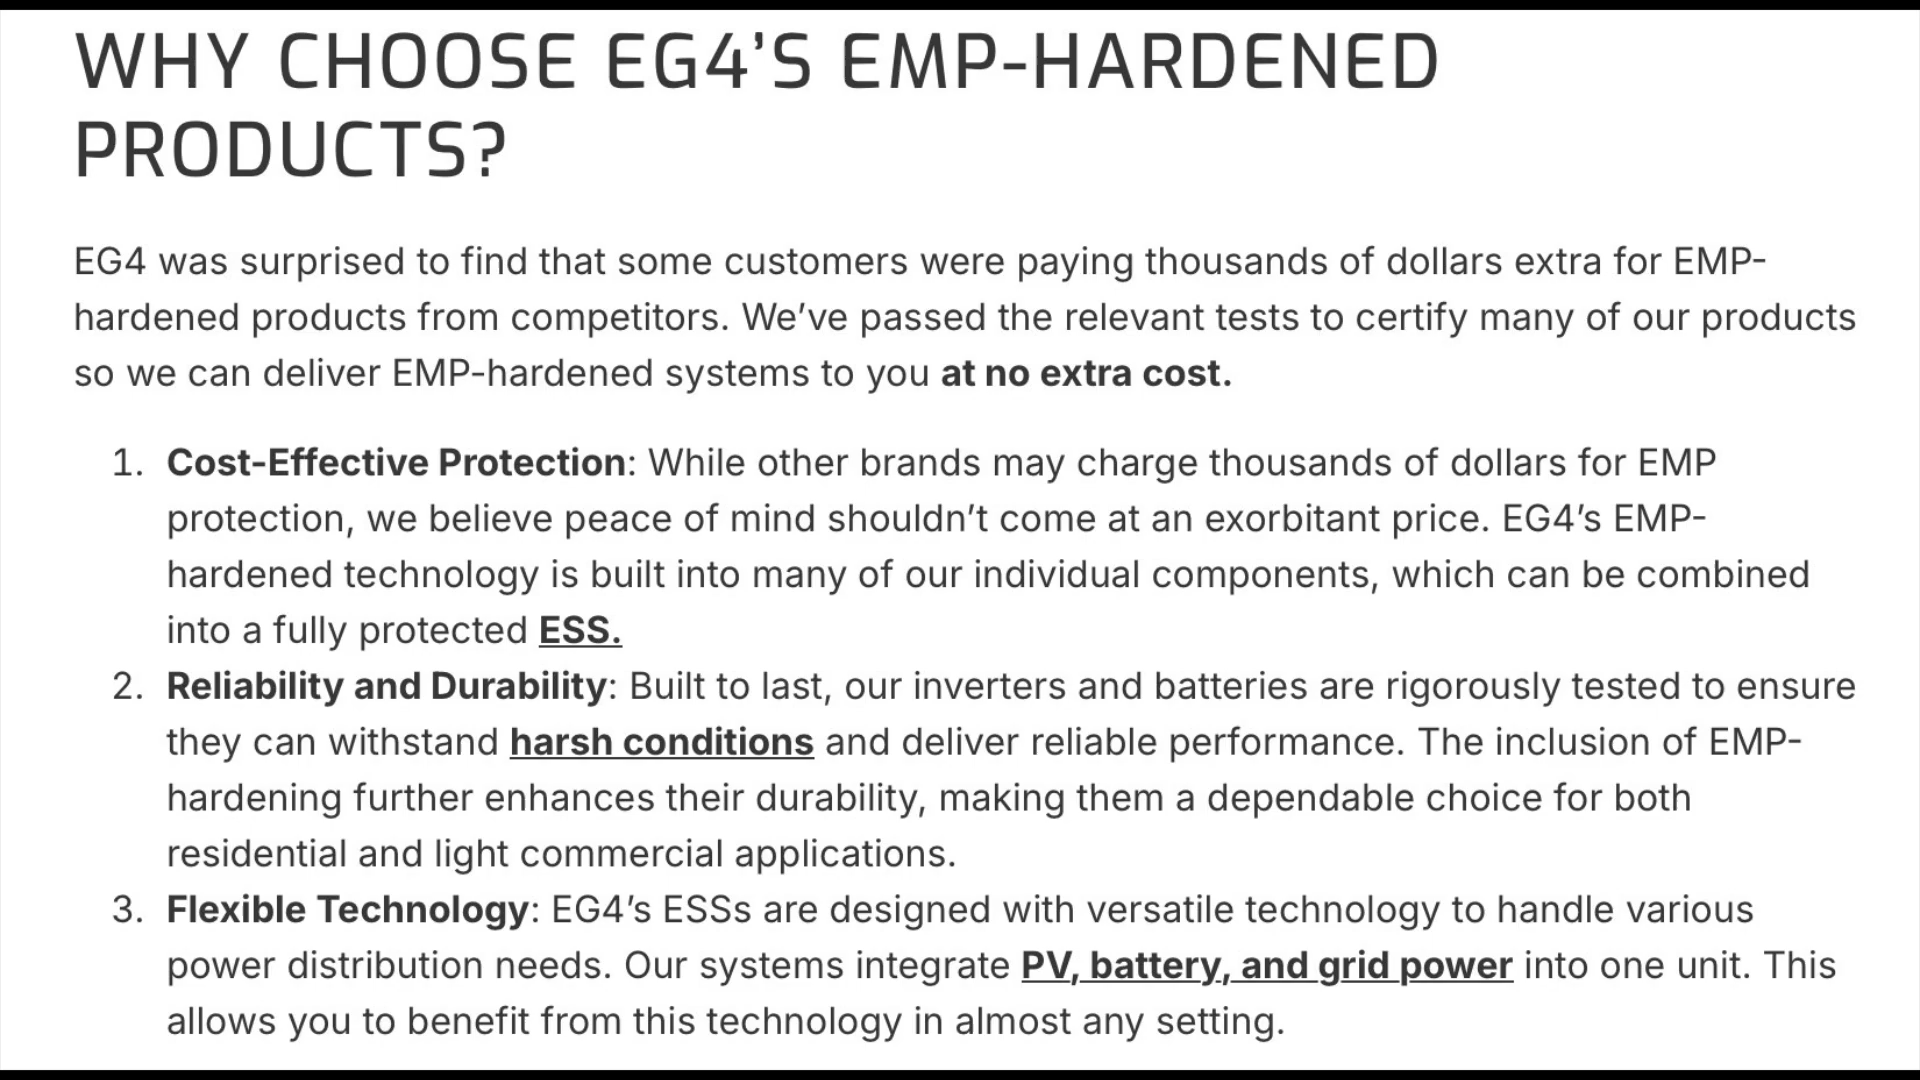 WHY CHOOSE EG4’S EMP-HARDENED
PRODUCTS?
EG4 was surprised to find that some customers were paying thousands of dollars extra for EMP-
hardened products from competitors. We’ve passed the relevant tests to certify many of our products
so we can deliver EMP-hardened systems to you at no extra cost.
1. Cost-Effective Protection: While other brands may charge thousands of dollars for EMP
protection, we believe peace of mind shouldn’t come at an exorbitant price. EG4’s EMP-
hardened technology is built into many of our individual components, which can be combined
into a fully protected ESS.
2. Reliability and Durability: Built to last, our inverters and batteries are rigorously tested to ensure
they can withstand harsh conditions and deliver reliable performance. The inclusion of EMP-
hardening further enhances their durability, making them a dependable choice for both
residential and light commercial applications.
3. Flexible Technology: EG4’s ESSs are designed with versatile technology to handle various
power distribution needs. Our systems integrate PV, battery, and grid power into one unit. This
allows you to benefit from this technology in almost any setting.